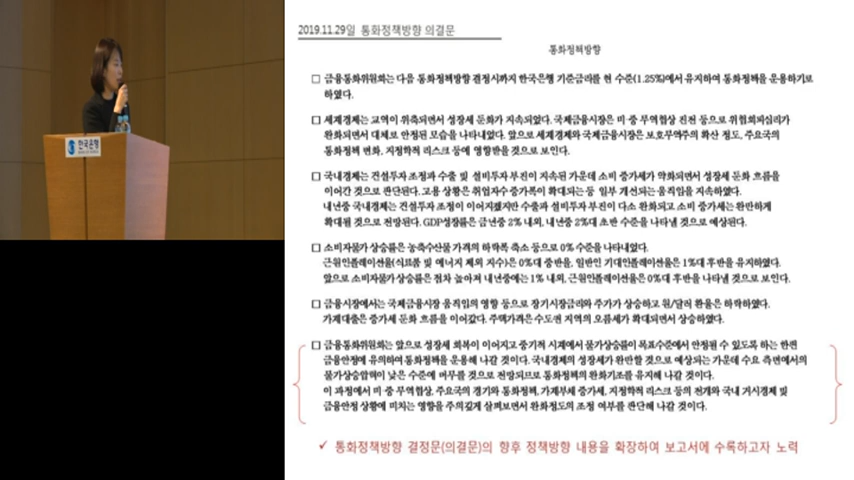 한국은행
2019.11.29일 통화정책방향 의결문
통화정책방향
□ 금융통화위원회는 다음 통화정책방향 결정시까지 한국은행 기준금리를 현 수준(1.25%)에서 유지하여 통화정책을 운용하기로
하였다.
□ 세계경제는 교역이 위축되면서 성장세 둔화가 지속되었다. 국제금융시장은 미·중 무역협상 진전 등으로 위험회피심리가
완화되면서 대체로 안정된 모습을 나타내었다. 앞으로 세계경제와 국제금융시장은 보호무역주의 확산 정도, 주요국의
통화정책 변화, 지정학적 리스크 등에 영향받을 것으로 보인다.
□ 국내경제는 건설투자 조정과 수출 및 설비투자 부진이 지속된 가운데 소비 증가세가 약화되면서 성장세 둔화 흐름을
이어간 것으로 판단된다. 고용 상황은 취업자수 증가폭이 확대되는 등 일부 개선되는 움직임을 지속하였다.
내년중 국내경제는 건설투자 조정이 이어지겠지만 수출과 설비투자 부진이 다소 완화되고 소비 증가세는 완만하게
확대될 것으로 전망된다. GDP성장률은 금년중 2% 내외, 내년중 2%대 초반 수준을 나타낼 것으로 예상된다.
□ 소비자물가 상승률은 농축수산물 가격의 하락폭 축소 등으로 0% 수준을 나타내었다.
근원인플레이션율(식료품 및 에너지 제외 지수)은 0%대 중반을, 일반인 기대인플레이션율은 1%대 후반을 유지하였다.
앞으로 소비자물가 상승률은 점차 높아져 내년중에는 1% 내외, 근원인플레이션율은 0%대 후반을 나타낼 것으로 보인다.
□ 금융시장에서는 국제금융시장 움직임의 영향 등으로 장기시장금리와 주가가 상승하고 원/달러 환율은 하락하였다.
가계대출은 증가세 둔화 흐름을 이어갔다. 주택가격은 수도권 지역의 오름세가 확대되면서 상승하였다.
□ 금융통화위원회는 앞으로 성장세 회복이 이어지고 중기적 시계에서 물가상승률이 목표수준에서 안정될 수 있도록 하는 한편
금융안정에 유의하여 통화정책을 운용해 나갈 것이다. 국내경제의 성장세가 완만할 것으로 예상되는 가운데 수요 측면에서의
물가상승압력이 낮은 수준에 머무를 것으로 전망되므로 통화정책의 완화기조를 유지해 나갈 것이다.
이 과정에서 미·중 무역협상, 주요국의 경기와 통화정책, 가계부채 증가세, 지정학적 리스크 등의 전개와 국내 거시경제 및
금융안정 상황에 미치는 영향을 주의깊게 살펴보면서 완화정도의 조정 여부를 판단해 나갈 것이다.
✓ 통화정책방향 결정문(의결문)의 향후 정책방향 내용을 확장하여 보고서에 수록하고자 노력